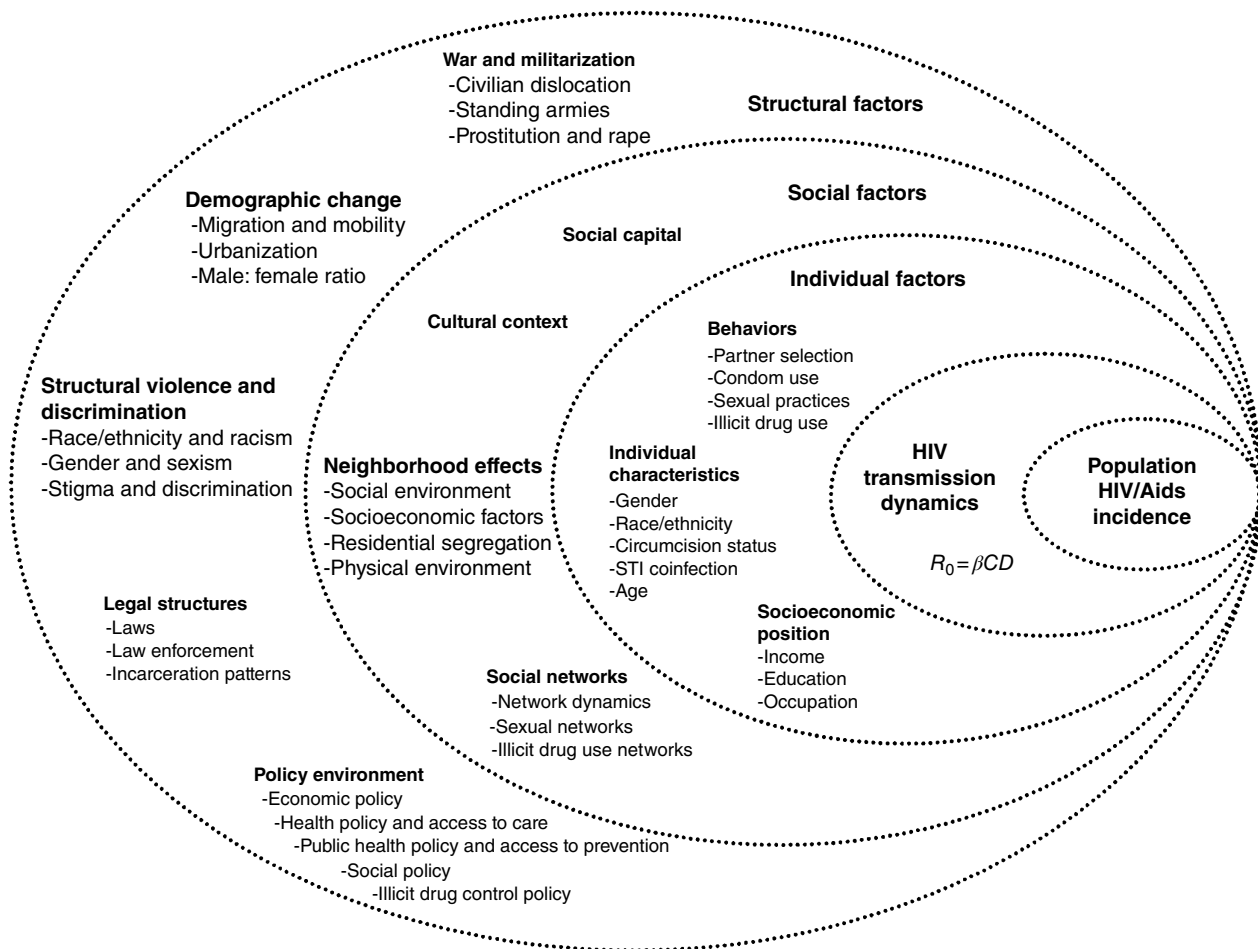 War and militarization
-Civilian dislocation
-Standing armies
-Prostitution and rape
Structural factors
Demographic change
-Migration and mobility
-Urbanization
-Male: female ratio
Social factors
Social capital
Cultural context
Individual factors
Behaviors
-Partner selection
-Condom use
-Sexual practices
-Illicit drug use
Structural violence and
discrimination
-Race/ethnicity and racism
-Gender and sexism
-Stigma and discrimination
Neighborhood effects
-Social environment
-Socioeconomic factors
-Residential segregation
-Physical environment
Individual
characteristics
-Gender
-Race/ethnicity
-Circumcision status
-STI coinfection
-Age
HIV
transmission
dynamics
R₀ = βCD
Population
HIV/Aids
incidence
Legal structures
-Laws
-Law enforcement
-Incarceration patterns
Socioeconomic
position
-Income
-Education
-Occupation
Social networks
-Network dynamics
-Sexual networks
-Illicit drug use networks
Policy environment
-Economic policy
-Health policy and access to care
-Public health policy and access to prevention
-Social policy
-Illicit drug control policy